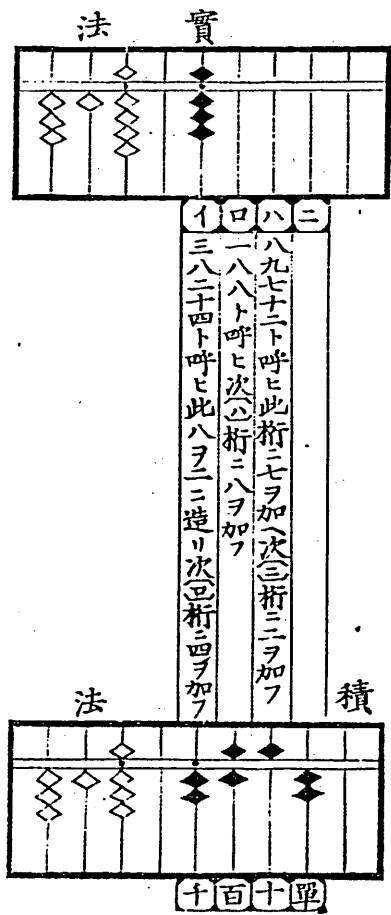 法
實
イ
三八二十四ト呼ヒ此八ヲ二ニ造リ次(ロ)桁ニ四ヲ加フ
ロ
一八八ト呼ヒ次(ハ)桁ニ八ヲ加フ
ハ
八九七十二ト呼ヒ此桁ニ七ヲ加ヘ次(ニ)桁ニ二ヲ加フ
ニ
法
積
千
百
十
單